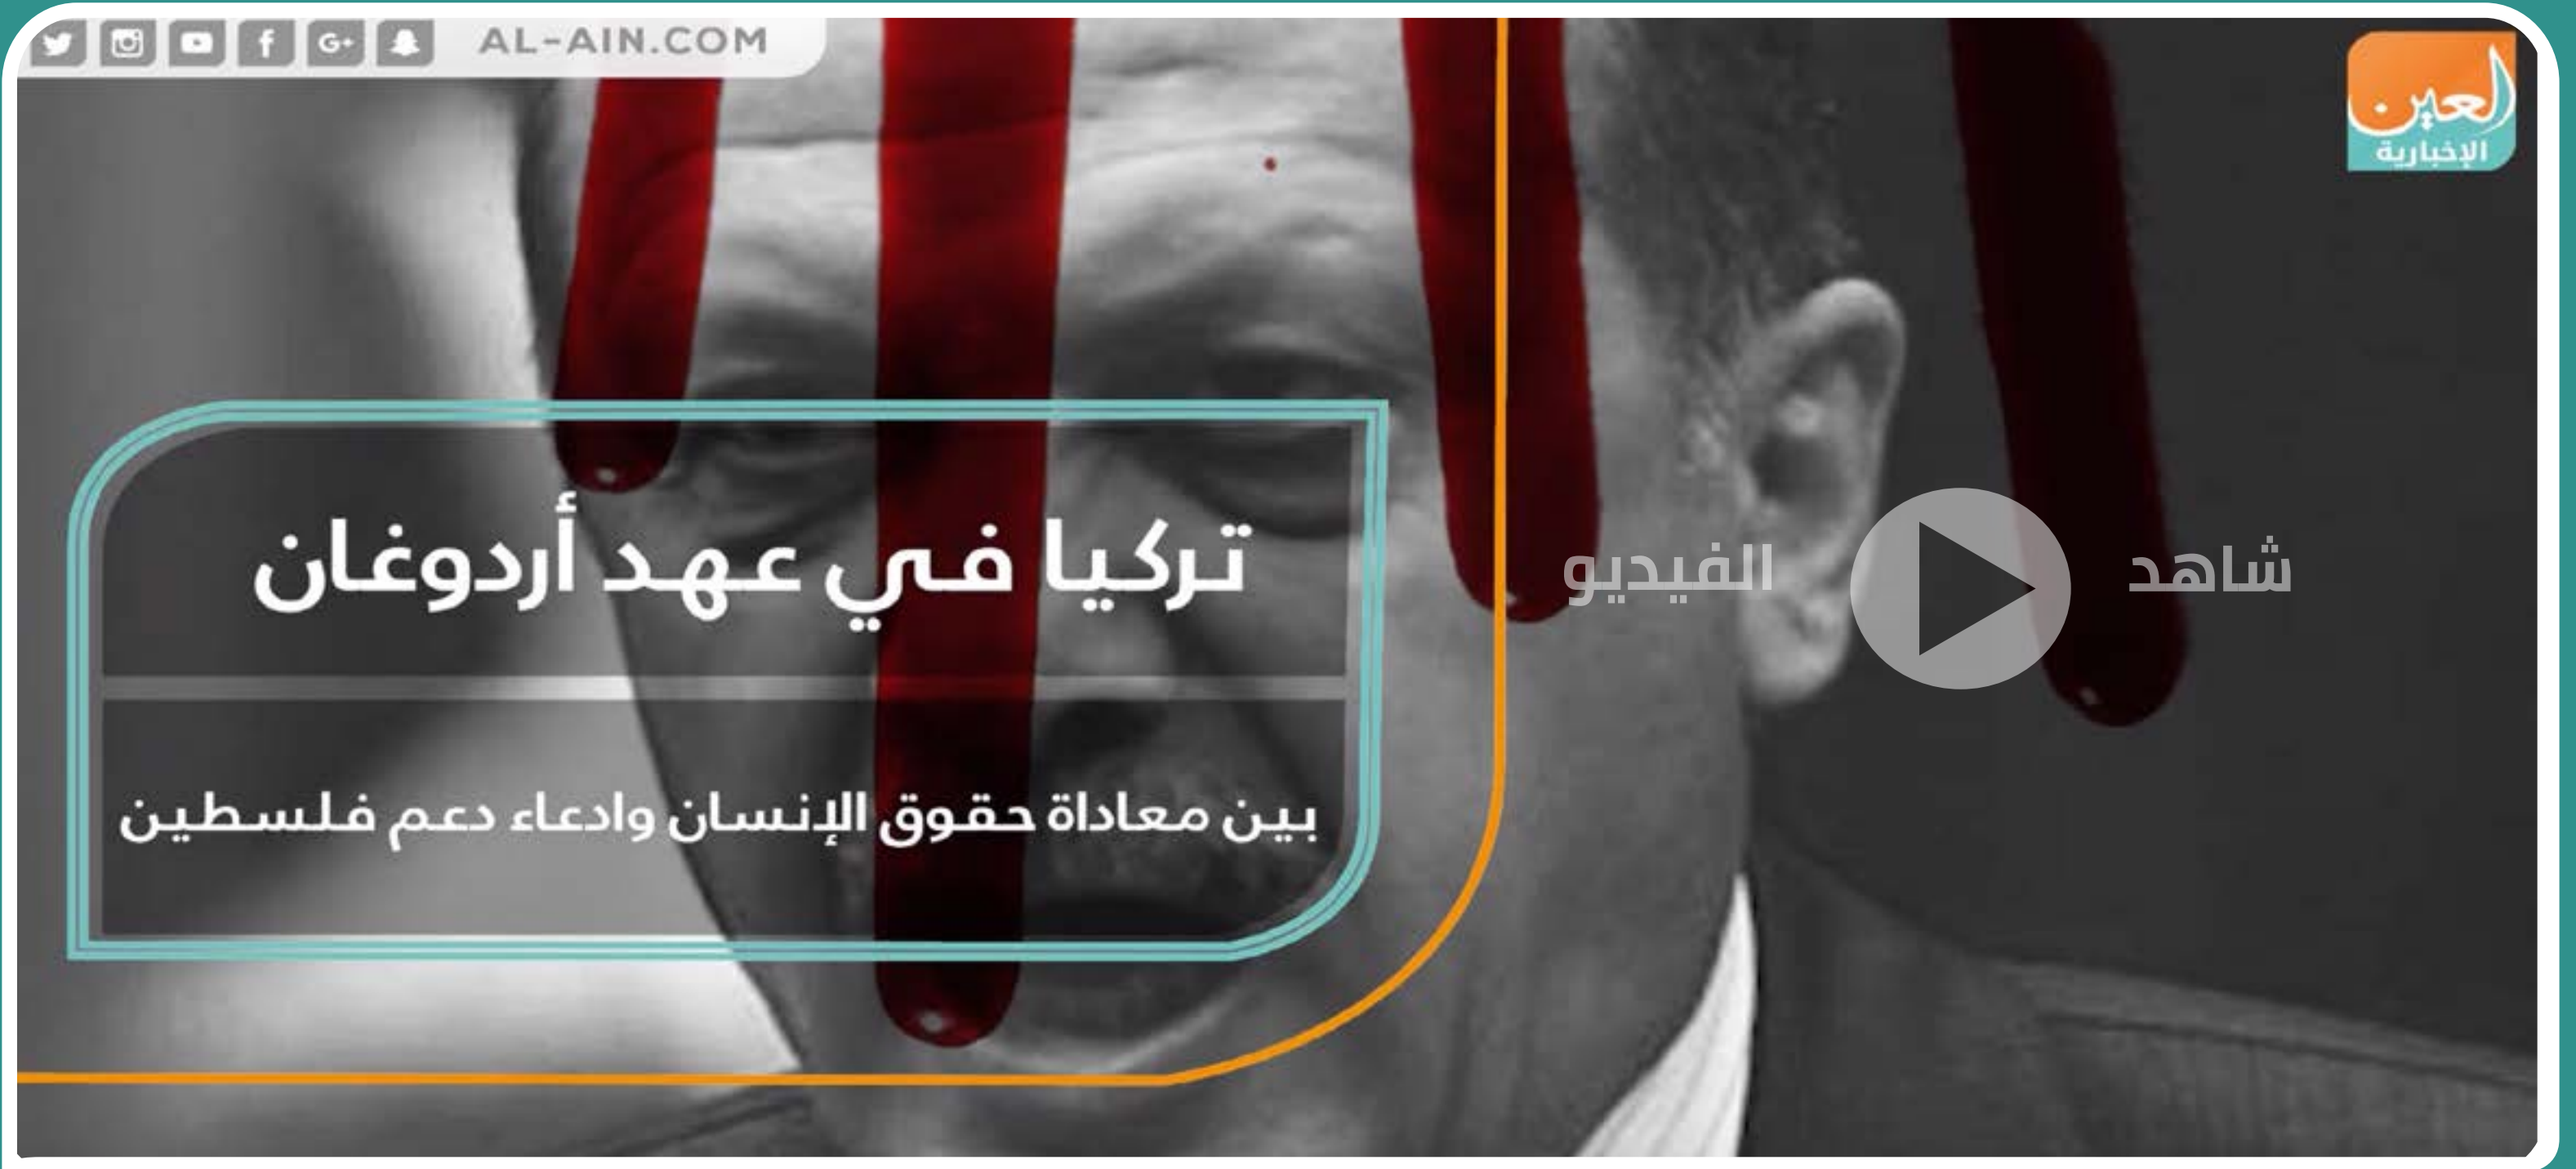 AL-AIN.COM
العين
الإخبارية
تركيا في عهد أردوغان
بين معاداة حقوق الإنسان وادعاء دعم فلسطين
شاهد الفيديو